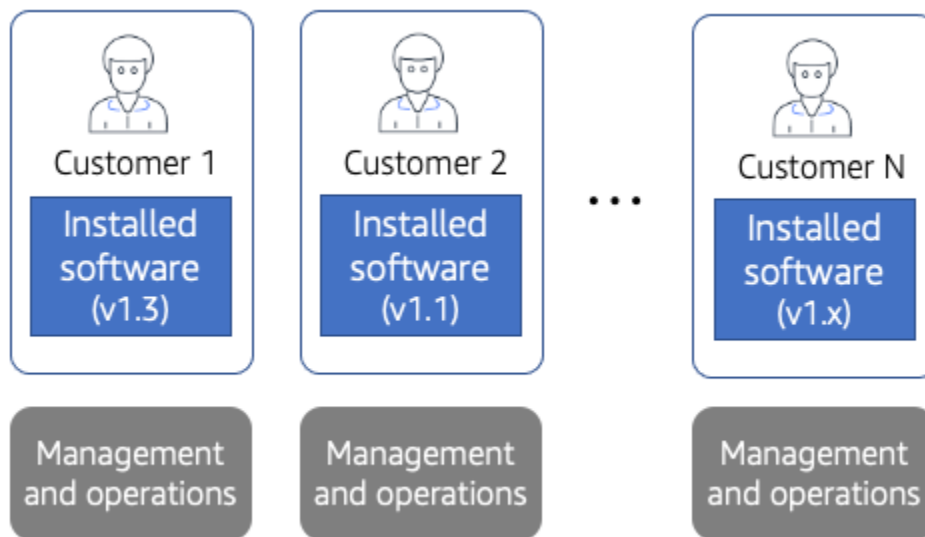 Customer 1
Installed
software
(v1.3)
Management
and operations
Customer 2
Installed
software
(v1.1)
Management
and operations
...
Customer N
Installed
software
(v1.x)
Management
and operations